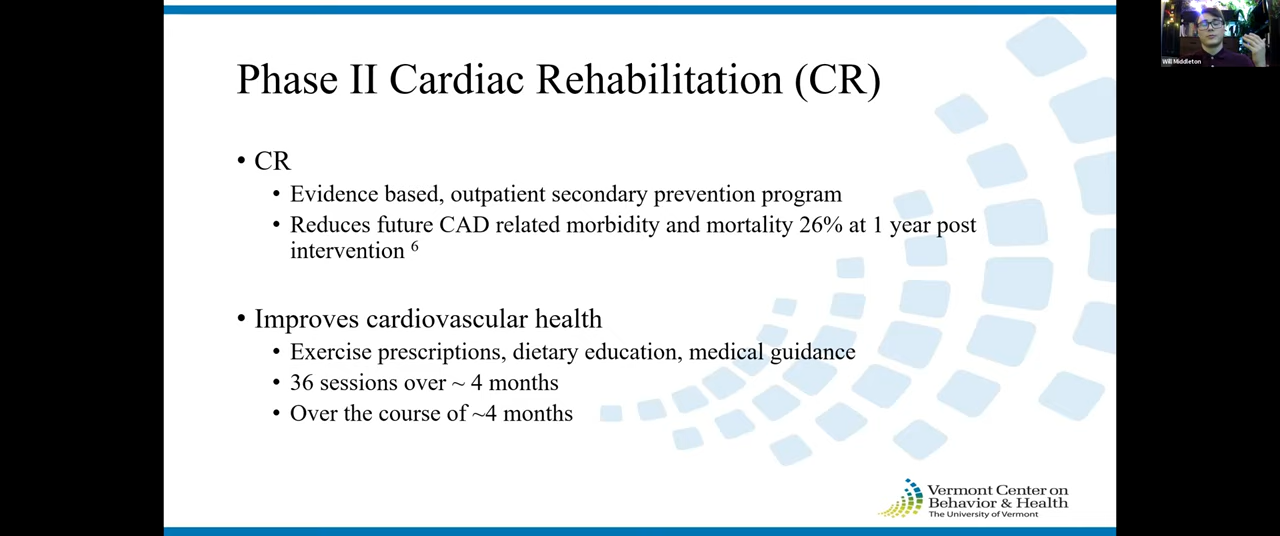 Phase II Cardiac Rehabilitation (CR)
• CR
• Evidence based, outpatient secondary prevention program
• Reduces future CAD related morbidity and mortality 26% at 1 year post
intervention 6
• Improves cardiovascular health
• Exercise prescriptions, dietary education, medical guidance
• 36 sessions over ~ 4 months
• Over the course of ~4 months
Vermont Center on
Behavior & Health
The University of Vermont
Will Middleton